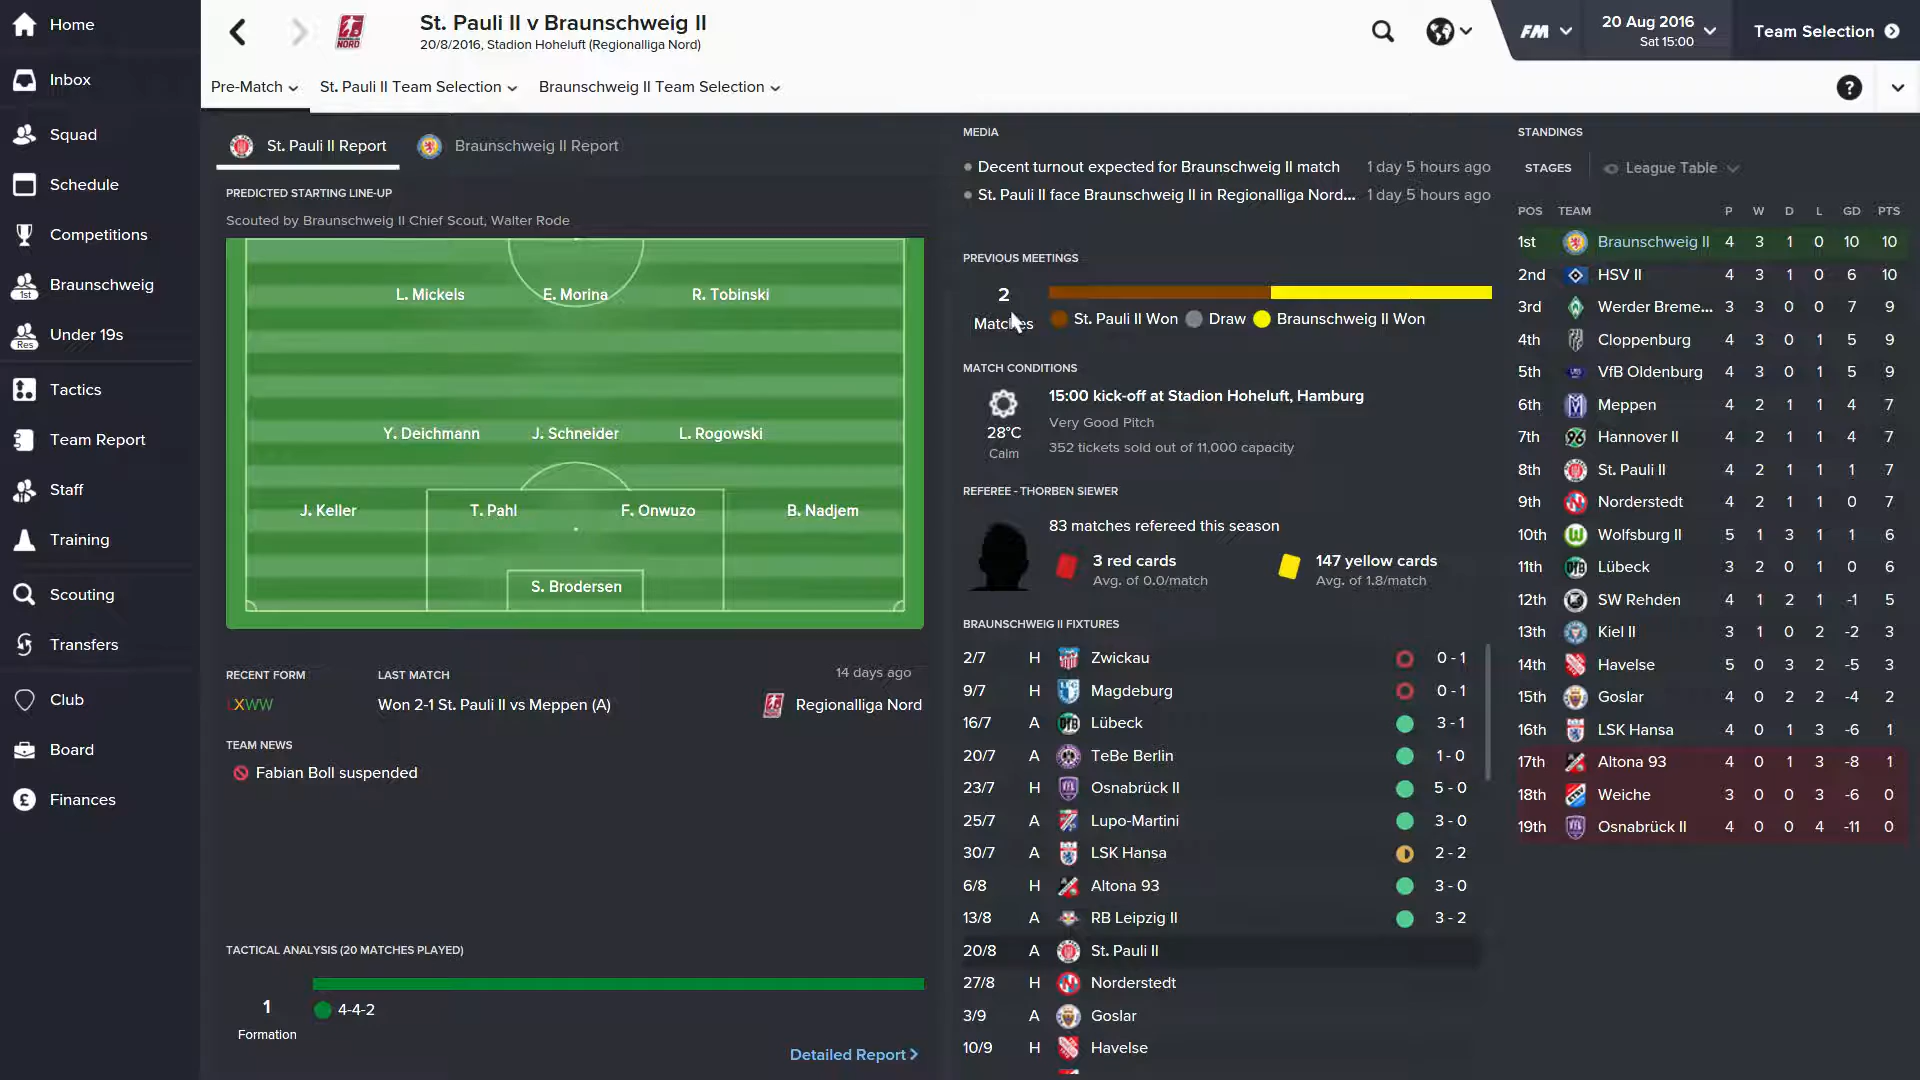 Home
Inbox
Squad
Schedule
Competitions
Braunschweig
1st
Under 19s
Res
Tactics
Team Report
Staff
Training
Scouting
Transfers
Club
Board
Finances
St. Pauli II v Braunschweig II
20/8/2016, Stadion Hoheluft (Regionalliga Nord)
FM
20 Aug 2016
Sat 15:00
Team Selection
Pre-Match
St. Pauli II Team Selection
Braunschweig II Team Selection
?
St. Pauli II Report
Braunschweig II Report
PREDICTED STARTING LINE-UP
Scouted by Braunschweig II Chief Scout, Walter Rode
L. Mickels E. Morina R. Tobinski
Y. Deichmann J. Schneider L. Rogowski
J. Keller T. Pahl F. Onwuzo B. Nadjem
S. Brodersen
RECENT FORM
LXWW
LAST MATCH 14 days ago
Won 2-1 St. Pauli II vs Meppen (A) Regionalliga Nord
TEAM NEWS
Fabian Boll suspended
TACTICAL ANALYSIS (20 MATCHES PLAYED)
1
Formation
4-4-2
Detailed Report
MEDIA
Decent turnout expected for Braunschweig II match 1 day 5 hours ago
St. Pauli II face Braunschweig II in Regionalliga Nord... 1 day 5 hours ago
PREVIOUS MEETINGS
2
Matches
St. Pauli II Won Draw Braunschweig II Won
MATCH CONDITIONS
28°C
Calm
15:00 kick-off at Stadion Hoheluft, Hamburg
Very Good Pitch
352 tickets sold out of 11,000 capacity
REFEREE - THORBEN SIEWER
83 matches refereed this season
3 red cards
Avg. of 0.0/match
147 yellow cards
Avg. of 1.8/match
BRAUNSCHWEIG II FIXTURES
2/7 H Zwickau 0 - 1
9/7 H Magdeburg 0 - 1
16/7 A Lübeck 3 - 1
20/7 A TeBe Berlin 1 - 0
23/7 H Osnabrück II 5 - 0
25/7 A Lupo-Martini 3 - 0
30/7 A LSK Hansa 2 - 2
6/8 H Altona 93 3 - 0
13/8 A RB Leipzig II 3 - 2
20/8 A St. Pauli II
27/8 H Norderstedt
3/9 A Goslar
10/9 H Havelse
STANDINGS
STAGES League Table
POS TEAM P W D L GD PTS
1st Braunschweig II 4 3 1 0 10 10
2nd HSV II 4 3 1 0 6 10
3rd Werder Breme... 3 3 0 0 7 9
4th Cloppenburg 4 3 0 1 5 9
5th VfB Oldenburg 4 3 0 1 5 9
6th Meppen 4 2 1 1 4 7
7th Hannover II 4 2 1 1 4 7
8th St. Pauli II 4 2 1 1 1 7
9th Norderstedt 4 2 1 1 0 7
10th Wolfsburg II 5 1 3 1 1 6
11th Lübeck 3 2 0 1 0 6
12th SW Rehden 4 1 2 1 -1 5
13th Kiel II 3 1 0 2 -2 3
14th Havelse 5 0 3 2 -5 3
15th Goslar 4 0 2 2 -4 2
16th LSK Hansa 4 0 1 3 -6 1
17th Altona 93 4 0 1 3 -8 1
18th Weiche 3 0 0 3 -6 0
19th Osnabrück II 4 0 0 4 -11 0